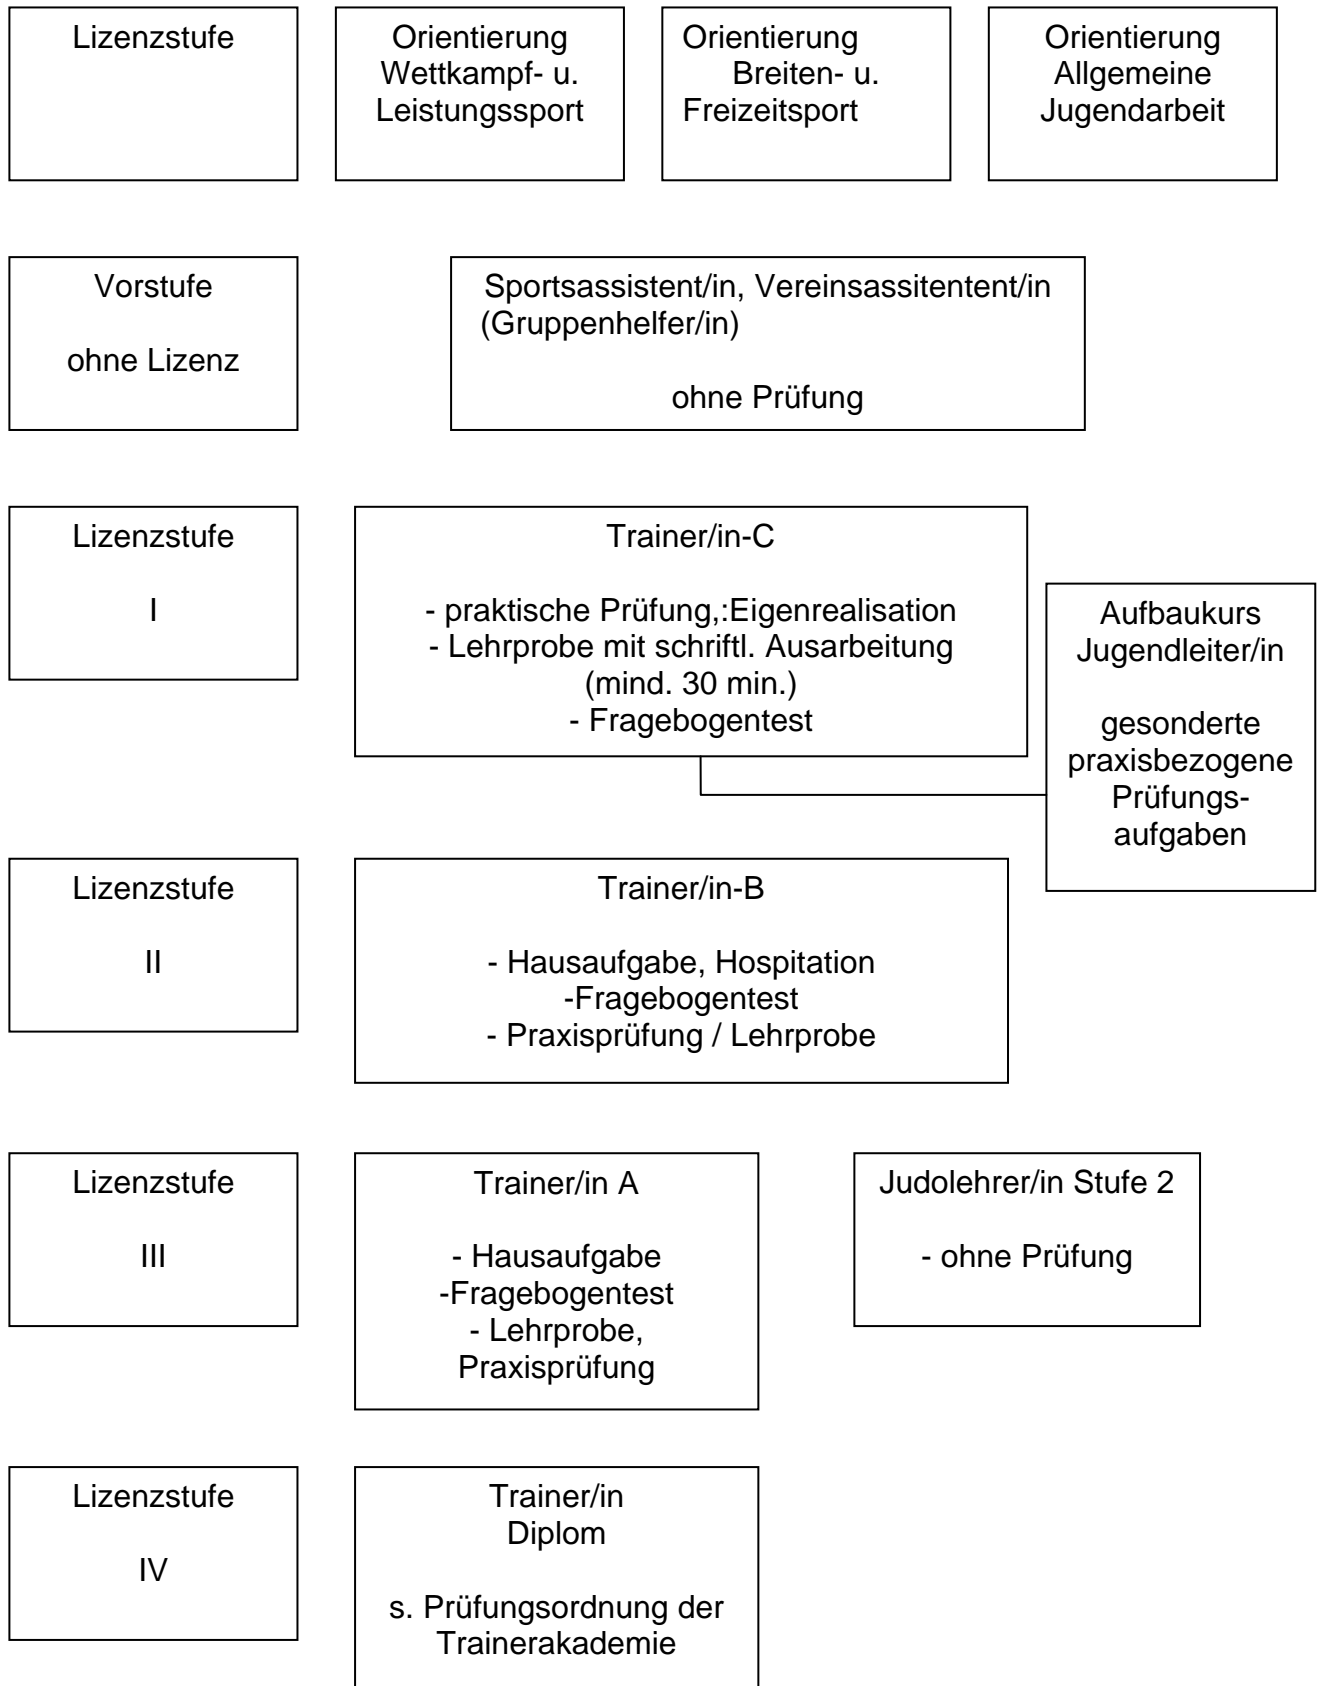 Lizenzstufe
Orientierung
Wettkampf- u.
Leistungssport
Orientierung
Breiten- u.
Freizeitsport
Orientierung
Allgemeine
Jugendarbeit
Vorstufe
ohne Lizenz
Sportsassistent/in, Vereinsassitentent/in
(Gruppenhelfer/in)
ohne Prüfung
Lizenzstufe
I
Trainer/in-C
- praktische Prüfung,:Eigenrealisation
- Lehrprobe mit schriftl. Ausarbeitung
(mind. 30 min.)
- Fragebogentest
Aufbaukurs
Jugendleiter/in
gesonderte
praxisbezogene
Prüfungs-
aufgaben
Lizenzstufe
II
Trainer/in-B
- Hausaufgabe, Hospitation
-Fragebogentest
- Praxisprüfung / Lehrprobe
Lizenzstufe
III
Trainer/in A
- Hausaufgabe
-Fragebogentest
- Lehrprobe,
Praxisprüfung
Judolehrer/in Stufe 2
- ohne Prüfung
Lizenzstufe
IV
Trainer/in
Diplom
s. Prüfungsordnung der
Trainerakademie